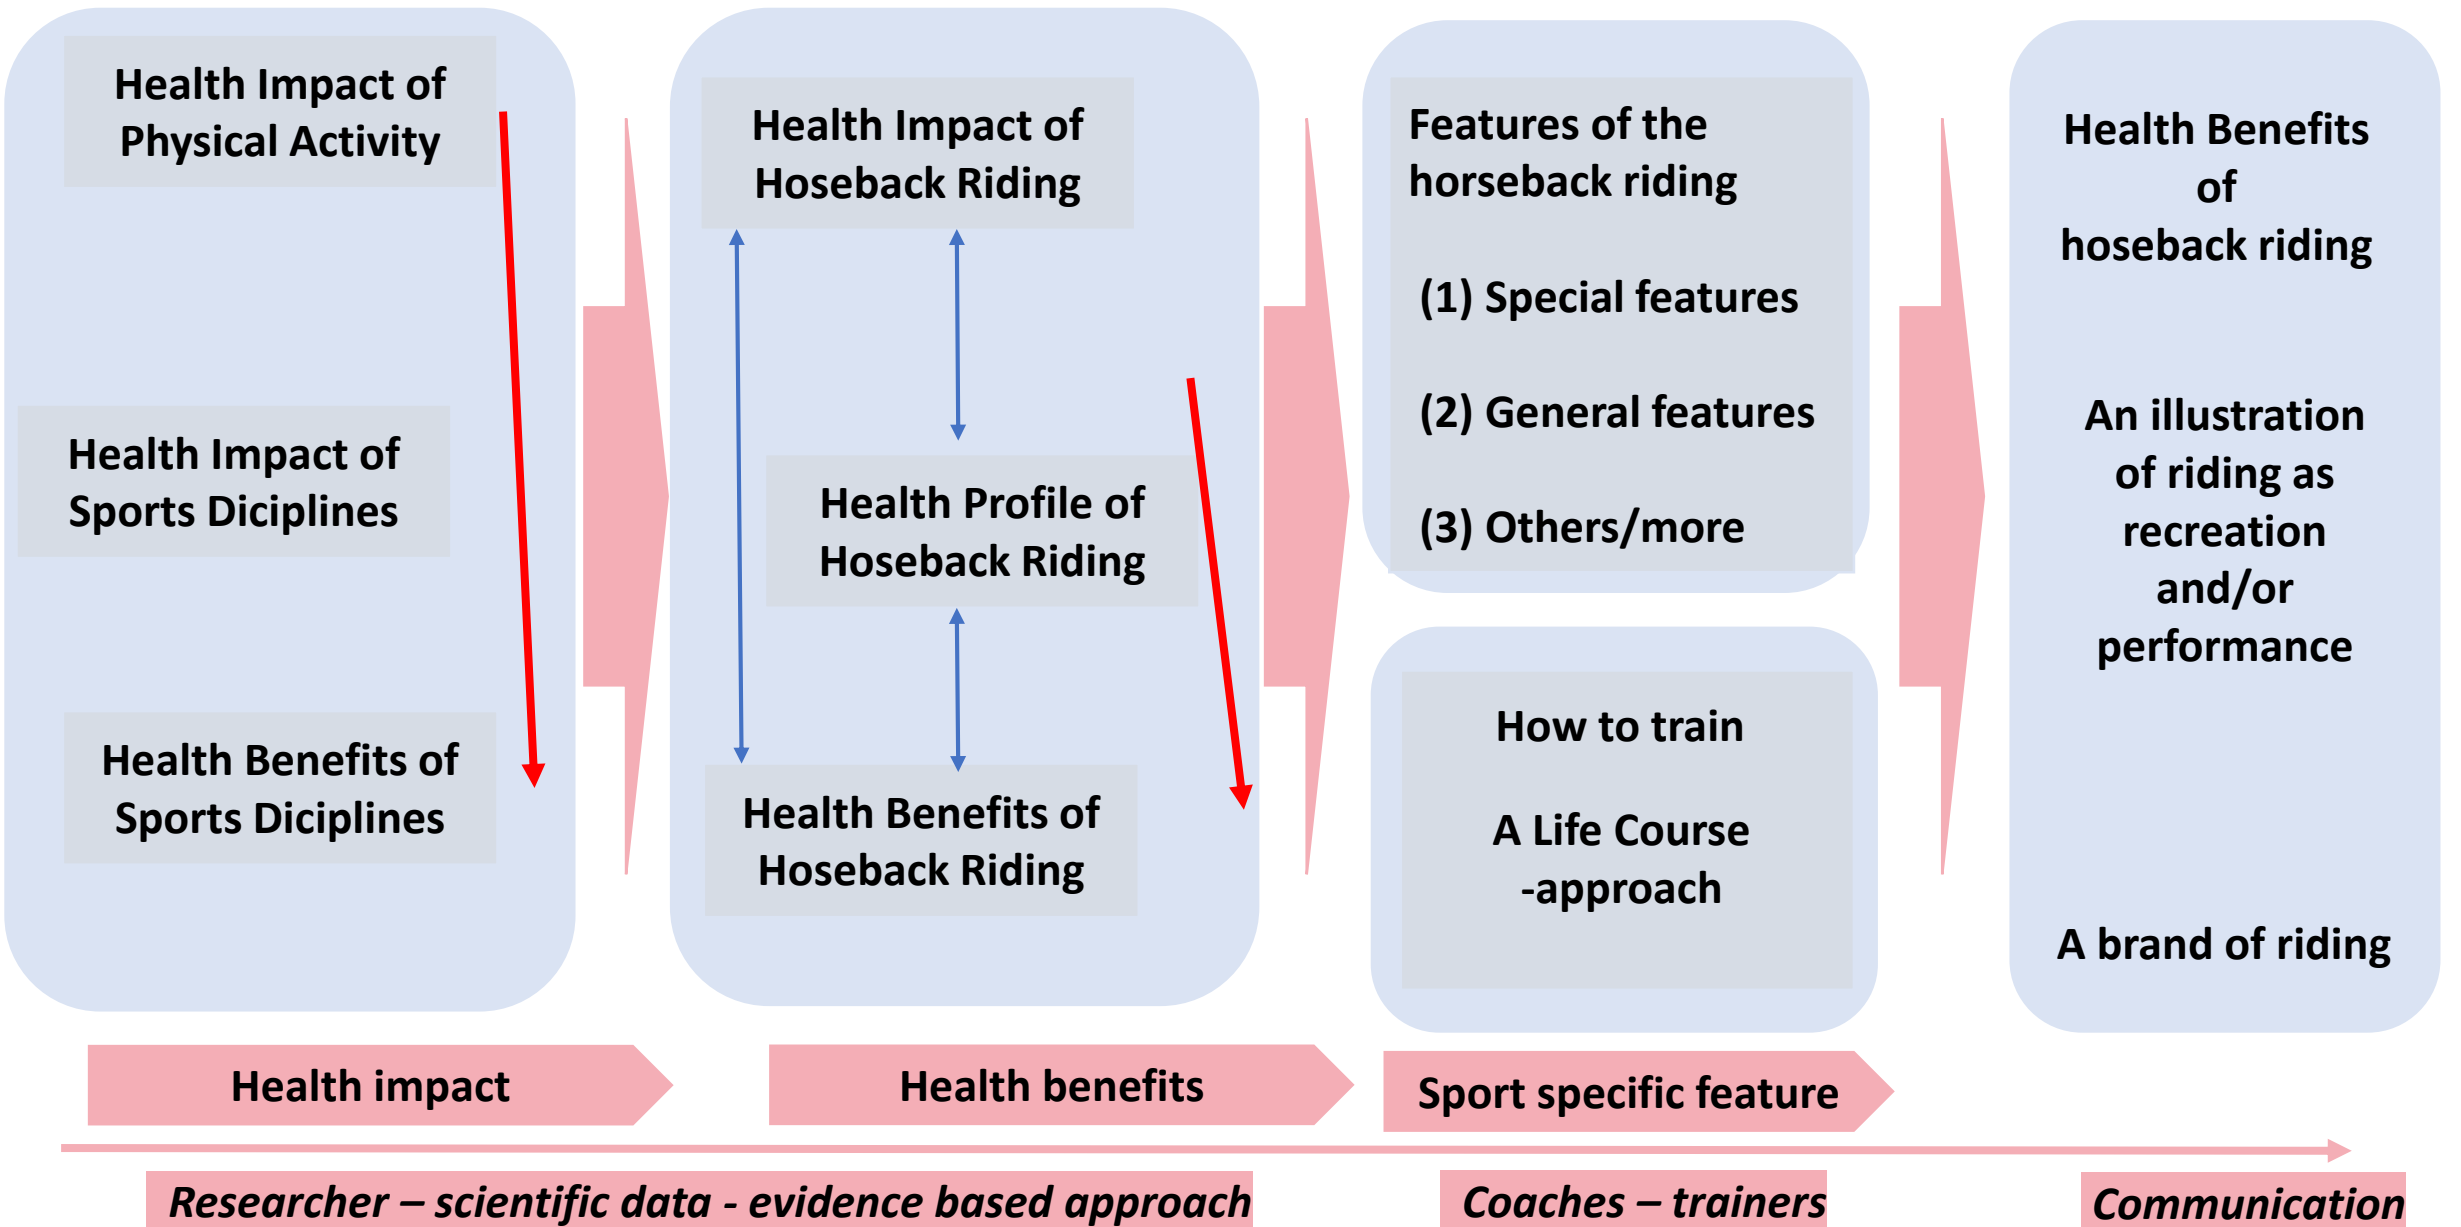 Health Impact of
Physical Activity
Health Impact of
Sports Diciplines
Health Benefits of
Sports Diciplines
Health Impact of
Hoseback Riding
Health Profile of
Hoseback Riding
Health Benefits of
Hoseback Riding
Features of the
horseback riding
(1) Special features
(2) General features
(3) Others/more
How to train
A Life Course
-approach
Health Benefits
of
hoseback riding
An illustration
of riding as
recreation
and/or
performance
A brand of riding
Health impact
Health benefits
Sport specific feature
Researcher – scientific data - evidence based approach
Coaches – trainers
Communication